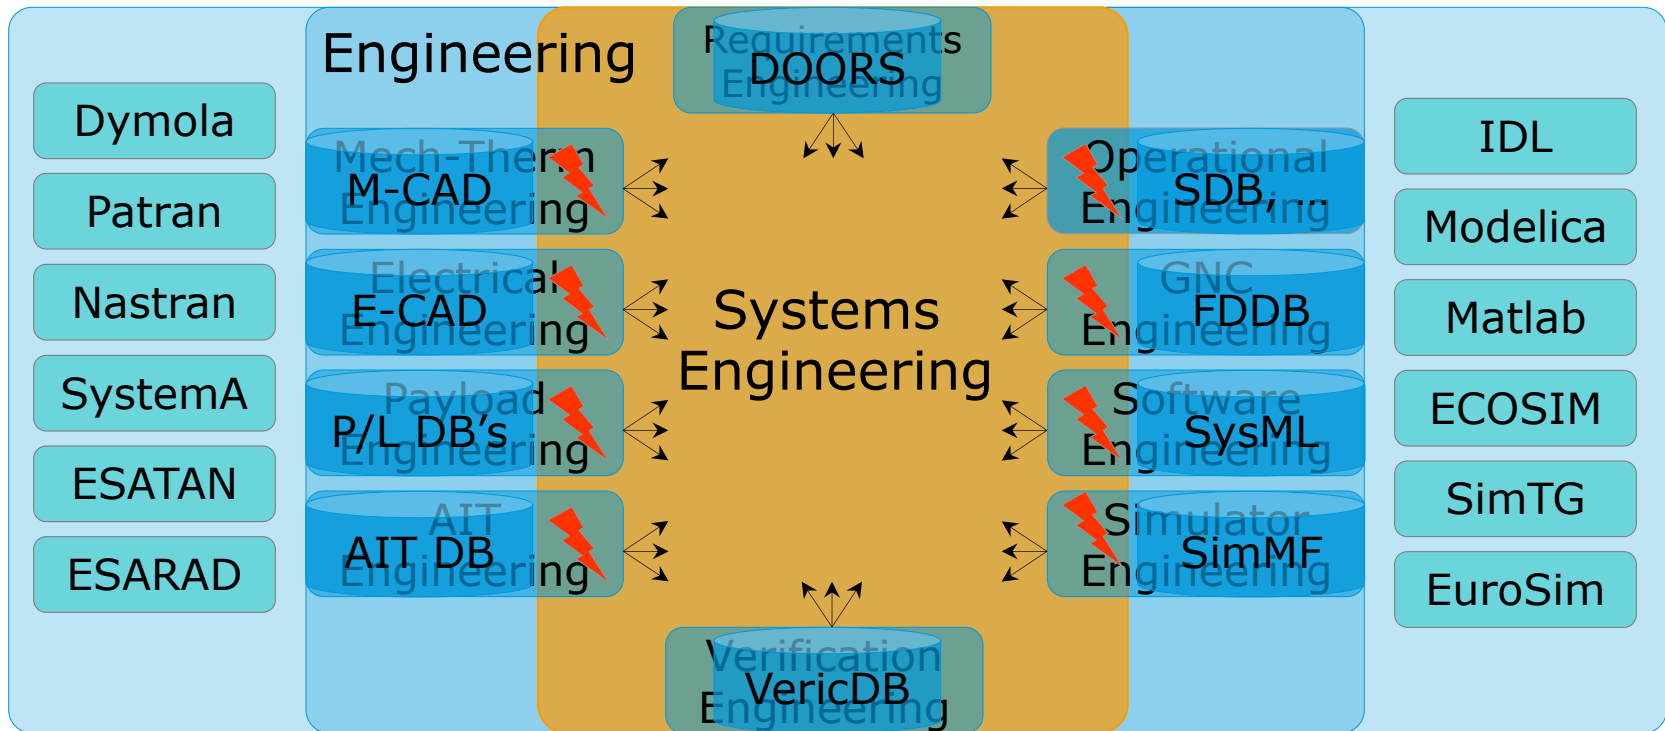 Engineering
Requirements
Engineering
DOORS
Dymola
Patran
Nastran
SystemA
ESATAN
ESARAD
Mech-Therm
Engineering
M-CAD
Electrical
Engineering
E-CAD
Payload
Engineering
P/L DB’s
AIT
Engineering
AIT DB
Systems
Engineering
Operational
Engineering
SDB, ...
GNC
Engineering
FDDB
Software
Engineering
SysML
Simulator
Engineering
SimMF
Verification
Engineering
VericDB
IDL
Modelica
Matlab
ECOSIM
SimTG
EuroSim